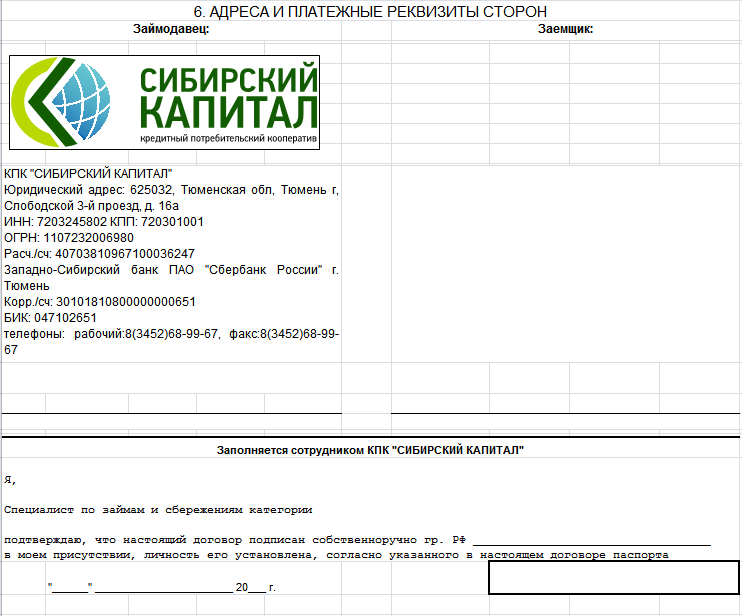 6. АДРЕСА И ПЛАТЕЖНЫЕ РЕКВИЗИТЫ СТОРОН
Займодавец: Заемщик:
СИБИРСКИЙ
КАПИТАЛ
кредитный потребительский кооператив
КПК "СИБИРСКИЙ КАПИТАЛ"
Юридический адрес: 625032, Тюменская обл, Тюмень г,
Слободской 3-й проезд, д. 16а
ИНН: 7203245802 КПП: 720301001
ОГРН: 1107232006980
Расч./сч: 40703810967100036247
Западно-Сибирский банк ПАО "Сбербанк России" г.
Тюмень
Корр./сч: 30101810800000000651
БИК: 047102651
телефоны: рабочий:8(3452)68-99-67, факс:8(3452)68-99-
67
Заполняется сотрудником КПК "СИБИРСКИЙ КАПИТАЛ"
Я,
Специалист по займам и сбережениям категории
подтверждаю, что настоящий договор подписан собственноручно гр. РФ __________________________________
в моем присутствии, личность его установлена, согласно указанного в настоящем договоре паспорта
"______" _______________________ 20___ г.